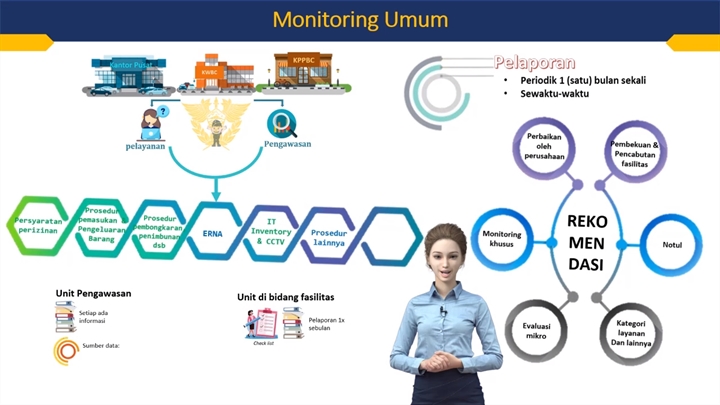 Monitoring Umum
Kantor Pusat
KWBC
KPPBC
pelayanan
Pengawasan
Pelaporan
• Periodik 1 (satu) bulan sekali
• Sewaktu-waktu
Persyaratan
perizinan
Prosedur
pemasukan
Pengeluaran
Barang
Prosedur
pembongkaran
penimbunan
dsb
ERNA
IT
Inventory
& CCTV
Prosedur
lainnya
Unit Pengawasan
Setiap ada
informasi
Sumber data:
Unit di bidang fasilitas
Check list
Pelaporan 1x
sebulan
Perbaikan
oleh
perusahaan
Pembekuan &
Pencabutan
fasilitas
Monitoring
khusus
REKO
MEN
DASI
Notul
Evaluasi
mikro
Kategori
layanan
Dan lainnya